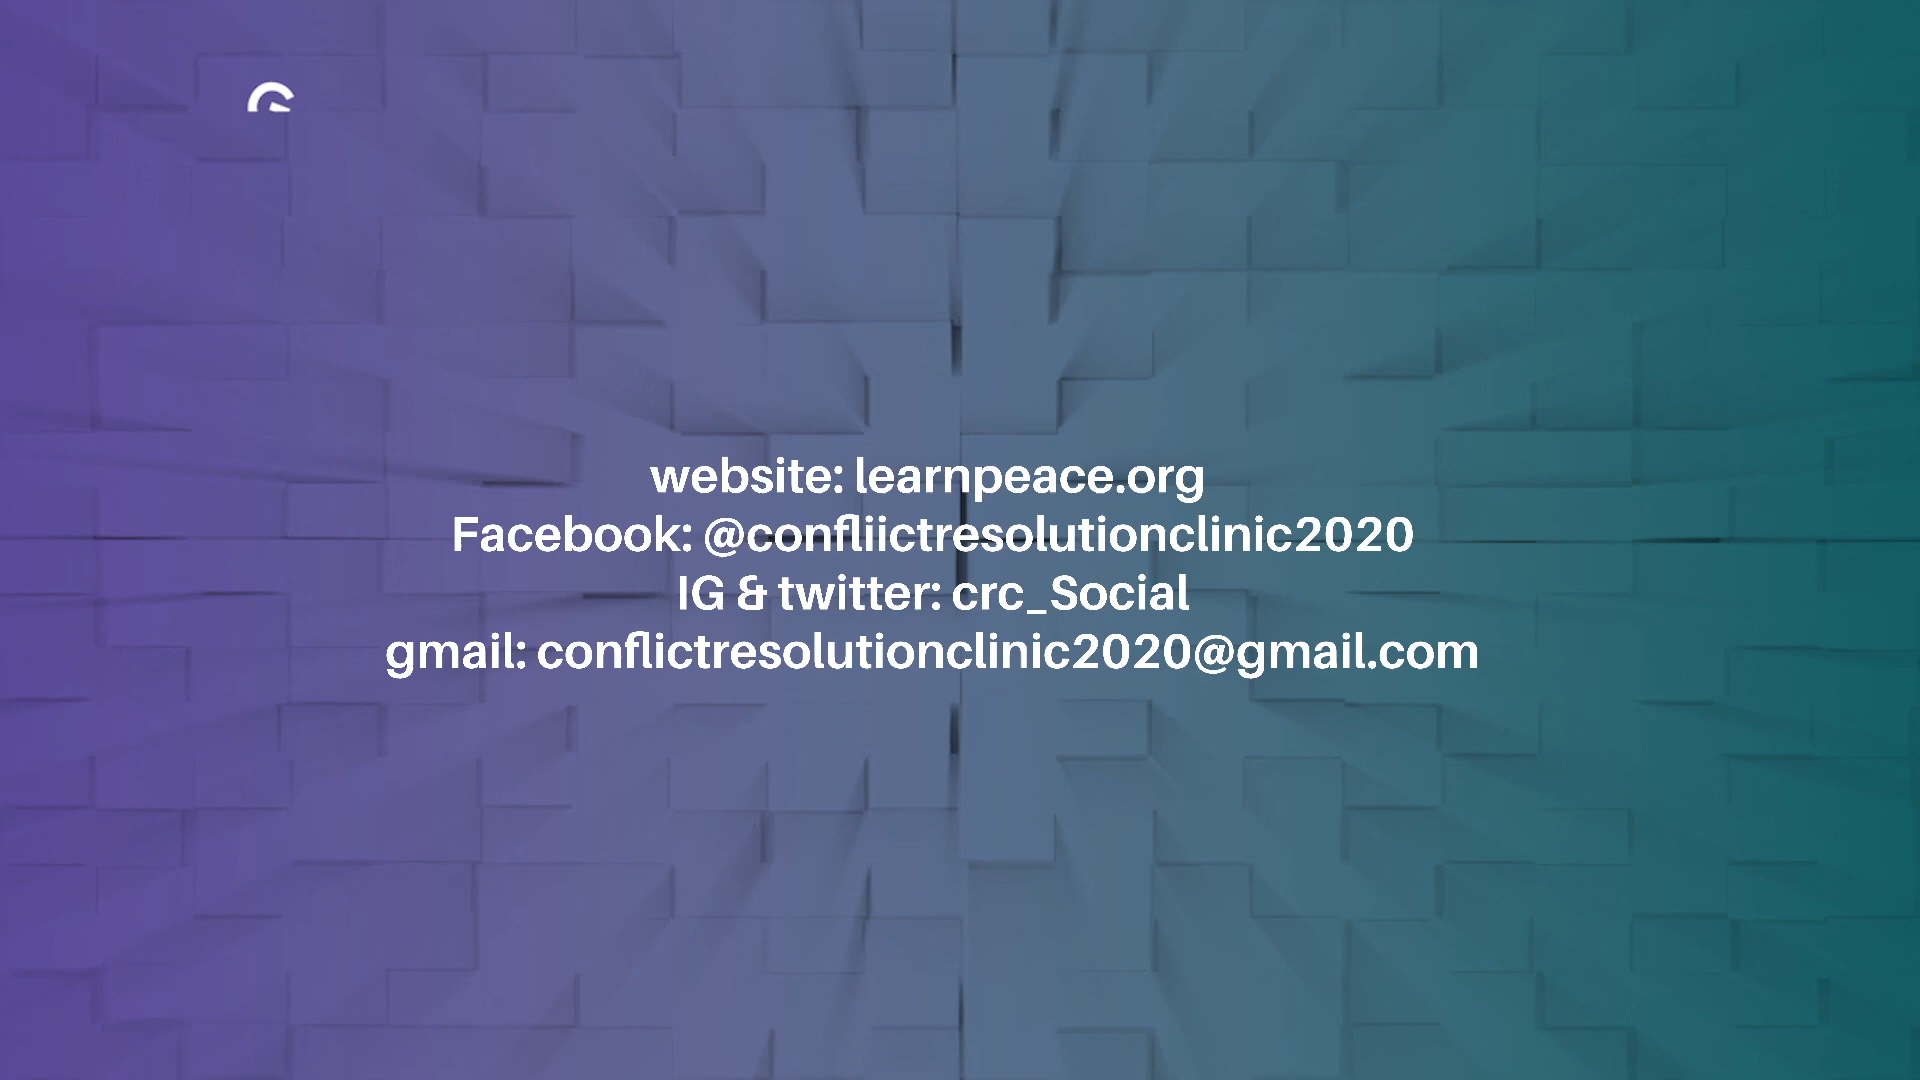 website: learnpeace.org
Facebook: @confliictresolutionclinic2020
IG & twitter: crc_Social
gmail: conflictresolutionclinic2020@gmail.com